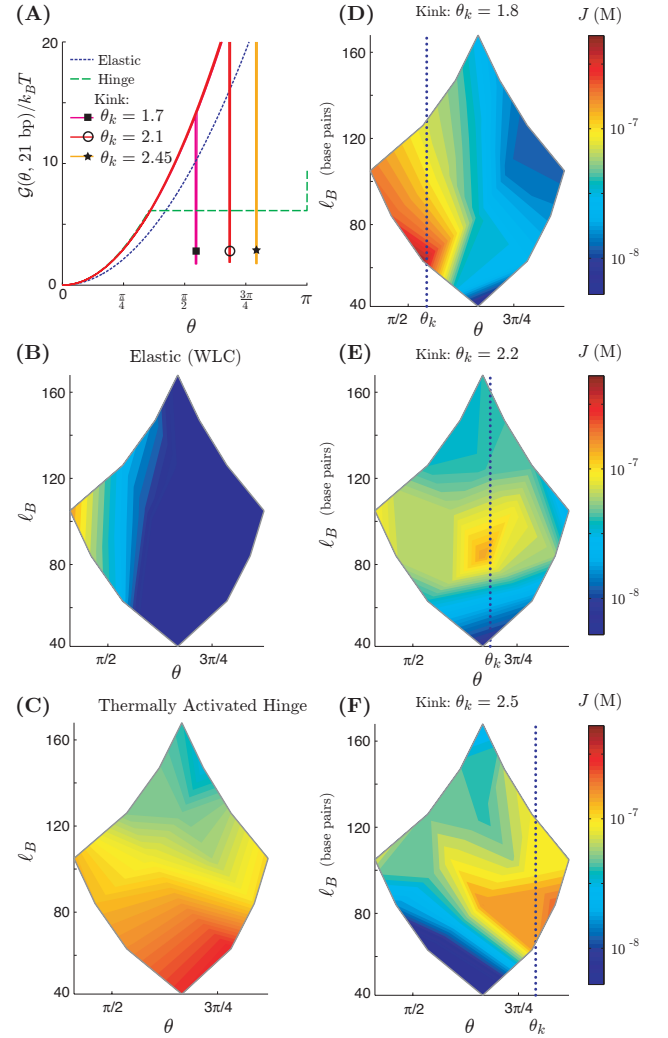 (A)
20
10
0
𝒢(θ, 21 bp)/k_BT
Elastic
Hinge
Kink:
θ_k = 1.7
θ_k = 2.1
θ_k = 2.45
0
π/4
π/2
3π/4
π
θ
(D) Kink: θ_k = 1.8
J (M)
160
120
80
40
ℓ_B (base pairs)
π/2
θ_k
θ
3π/4
10^-7
10^-8
(B) Elastic (WLC)
160
120
80
40
ℓ_B
π/2
θ
3π/4
(E) Kink: θ_k = 2.2
J (M)
160
120
80
40
ℓ_B (base pairs)
π/2
θ
θ_k
3π/4
10^-7
10^-8
(C) Thermally Activated Hinge
160
120
80
40
ℓ_B
π/2
θ
3π/4
(F) Kink: θ_k = 2.5
J (M)
160
120
80
40
ℓ_B (base pairs)
π/2
θ
3π/4
θ_k
10^-7
10^-8